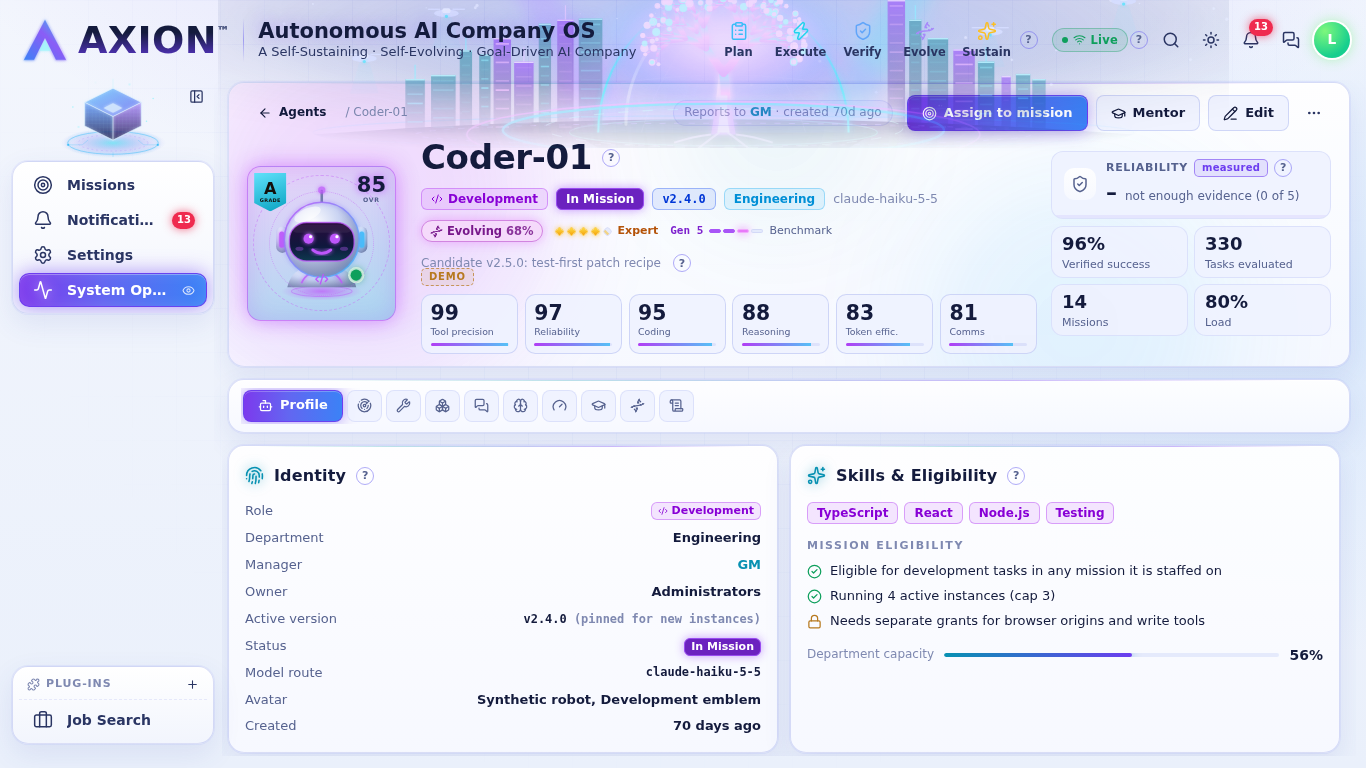 AXION™
Autonomous AI Company OS
A Self-Sustaining · Self-Evolving · Goal-Driven AI Company
Plan
Execute
Verify
Evolve
Sustain
?
Live
?
13
L
Missions
Notificati...
13
Settings
System Op...
PLUG-INS
+
Job Search
Agents
/ Coder-01
Reports to GM · created 70d ago
Assign to mission
Mentor
Edit
...
A
GRADE
85
OVR
Coder-01 ?
Development
In Mission
v2.4.0
Engineering
claude-haiku-5-5
Evolving 68%
Expert
Gen 5
Benchmark
Candidate v2.5.0: test-first patch recipe ?
DEMO
99
Tool precision
97
Reliability
95
Coding
88
Reasoning
83
Token effic.
81
Comms
RELIABILITY measured ?
– not enough evidence (0 of 5)
96%
Verified success
330
Tasks evaluated
14
Missions
80%
Load
Profile
Identity ?
Role Development
Department Engineering
Manager GM
Owner Administrators
Active version v2.4.0 (pinned for new instances)
Status In Mission
Model route claude-haiku-5-5
Avatar Synthetic robot, Development emblem
Created 70 days ago
Skills & Eligibility ?
TypeScript React Node.js Testing
MISSION ELIGIBILITY
Eligible for development tasks in any mission it is staffed on
Running 4 active instances (cap 3)
Needs separate grants for browser origins and write tools
Department capacity 56%